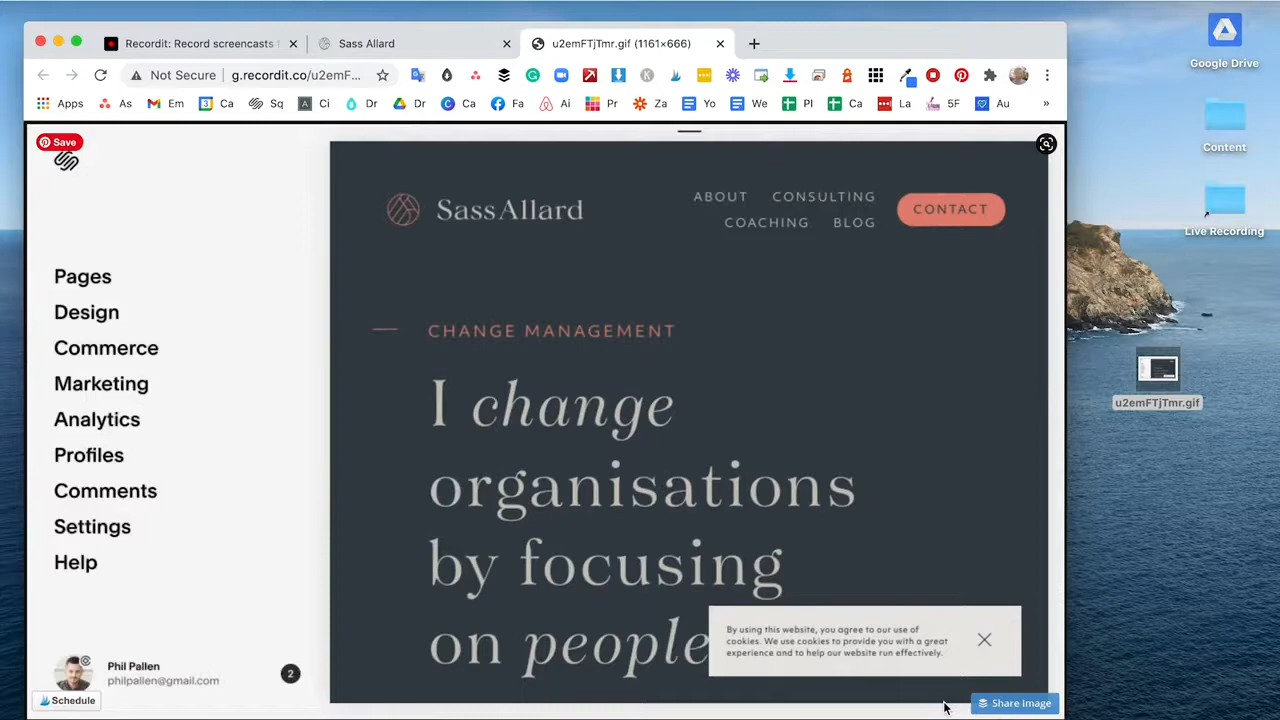 Recordit: Record screencasts
Sass Allard
u2emFTjTmr.gif (1161×666)
Not Secure
g.recordit.co/u2emF...
Apps
As
Em
Ca
Sq
Ci
Dr
Dr
Ca
Fa
Ai
Pr
Za
Yo
We
Pl
Ca
La
5F
Au
»
Save
Sass Allard
ABOUT CONSULTING
COACHING BLOG
CONTACT
Pages
Design
Commerce
Marketing
Analytics
Profiles
Comments
Settings
Help
CHANGE MANAGEMENT
I change
organisations
by focusing
on people
By using this website, you agree to our use of
cookies. We use cookies to provide you with a great
experience and to help our website run effectively.
Phil Pallen
philpallen@gmail.com
2
Schedule
Share Image
Google Drive
Content
Live Recording
u2emFTjTmr.gif